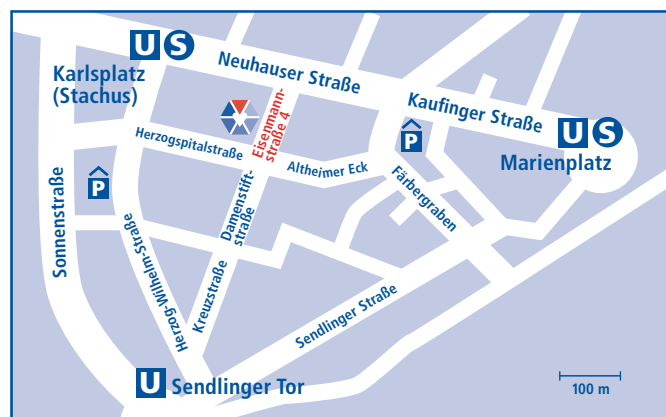 U S
Karlsplatz
(Stachus)
Neuhauser Straße
Kaufinger Straße
U S
Marienplatz
Eisenmann-
straße 4
Herzogspitalstraße
Altheimer Eck
P
P
Färbergraben
Damenstift-
straße
Sonnenstraße
Herzog-Wilhelm-Straße
Kreuzstraße
Sendlinger Straße
U Sendlinger Tor
100 m